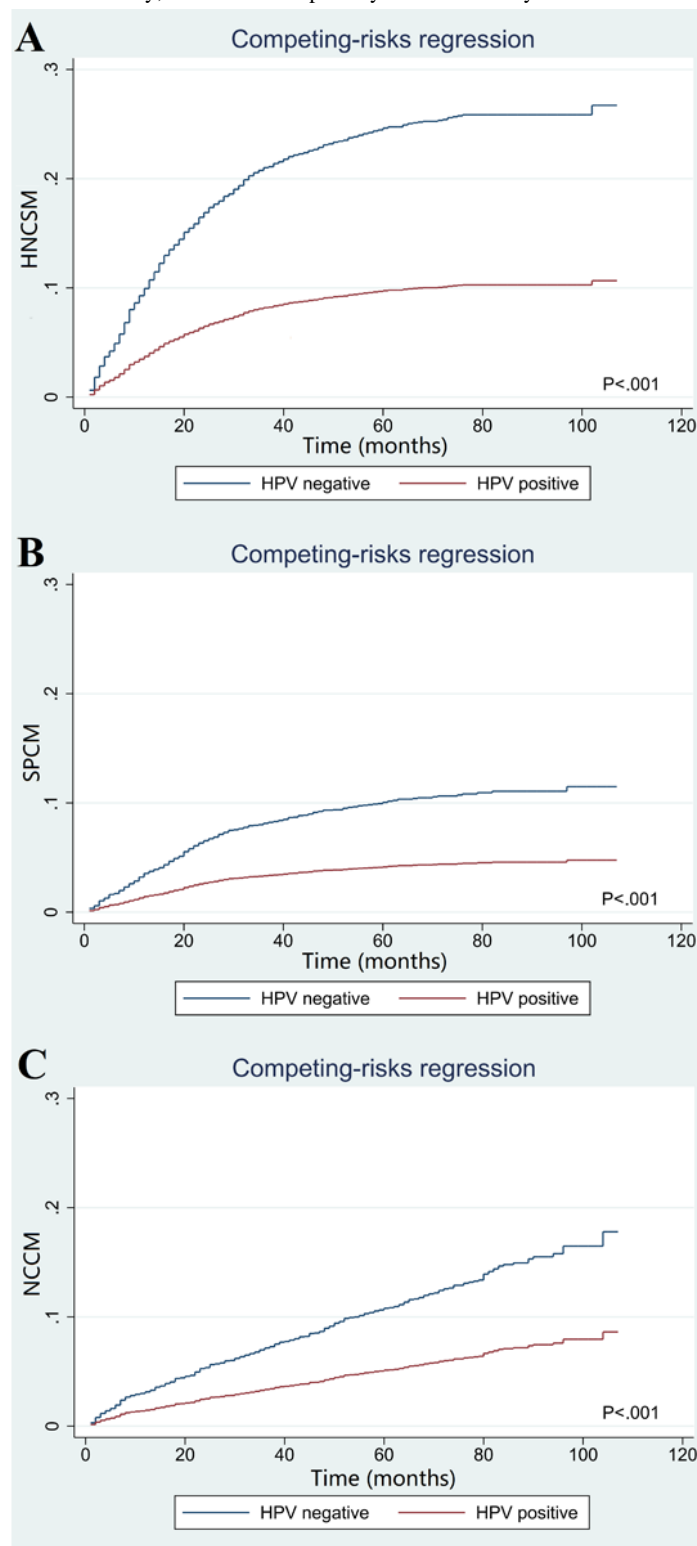 A
Competing-risks regression
.3
.2
.1
0
HNCSM
P<.001
0 20 40 60 80 100 120
Time (months)
HPV negative HPV positive
B
Competing-risks regression
.3
.2
.1
0
SPCM
P<.001
0 20 40 60 80 100 120
Time (months)
HPV negative HPV positive
C
Competing-risks regression
.3
.2
.1
0
NCCM
P<.001
0 20 40 60 80 100 120
Time (months)
HPV negative HPV positive